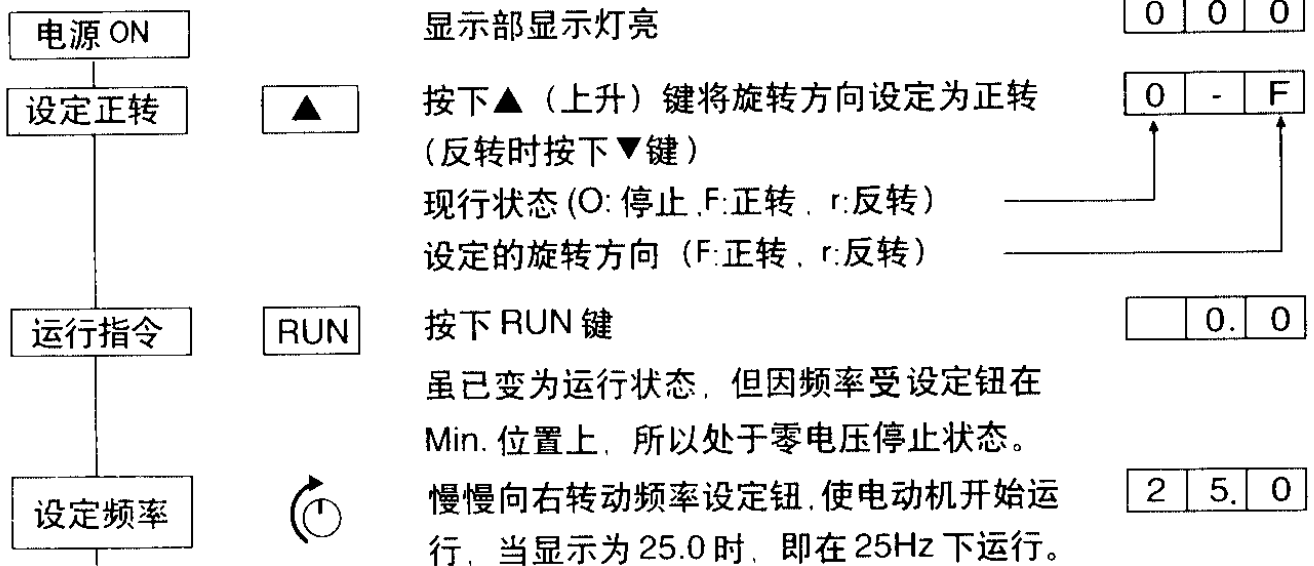 电源 ON 显示部显示灯亮 0 0 0
设定正转 ▲ 按下▲（上升）键将旋转方向设定为正转 0 - F
（反转时按下▼键）
现行状态 (O: 停止 ,F:正转 , r:反转）
设定的旋转方向（F:正转 , r:反转）
运行指令 RUN 按下 RUN 键 0. 0
虽已变为运行状态, 但因频率受设定钮在
Min. 位置上, 所以处于零电压停止状态。
设定频率 慢慢向右转动频率设定钮,使电动机开始运 2 5. 0
行, 当显示为 25.0 时, 即在 25Hz 下运行。